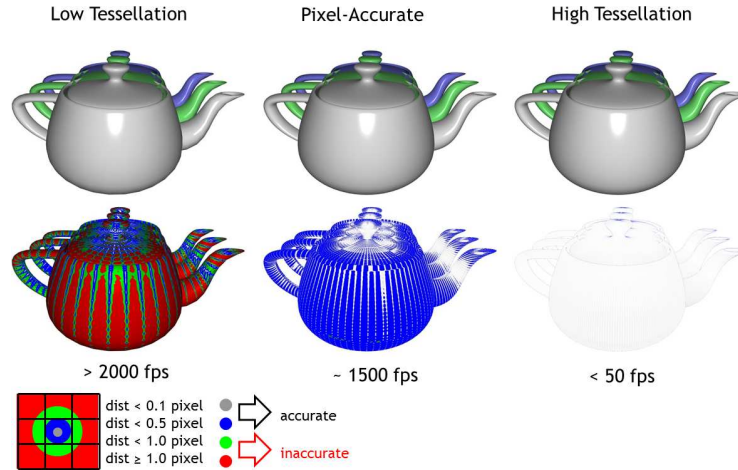 Low Tessellation
Pixel-Accurate
High Tessellation
> 2000 fps
~ 1500 fps
< 50 fps
dist < 0.1 pixel
dist < 0.5 pixel
dist < 1.0 pixel
dist ≥ 1.0 pixel
accurate
inaccurate